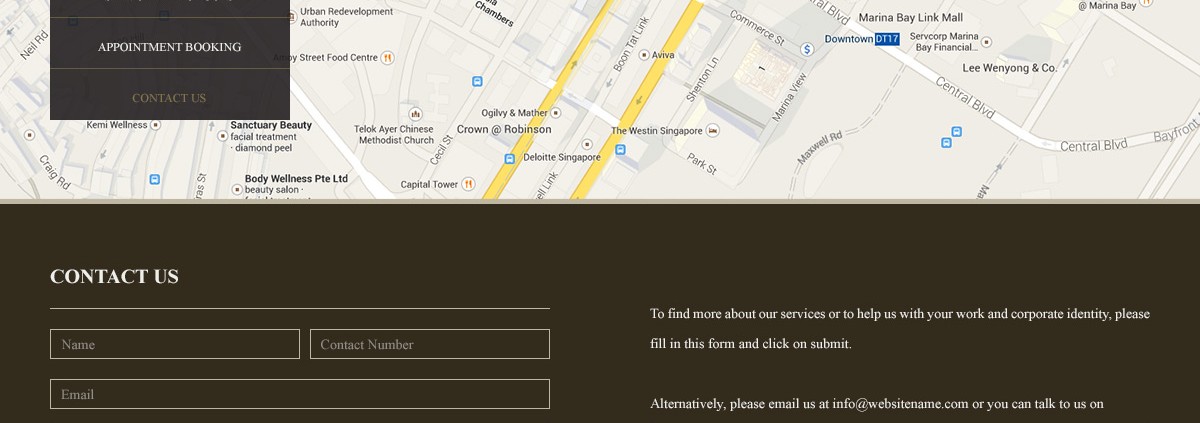 Urban Redevelopment
Authority
Chambers
Neil Rd
APPOINTMENT BOOKING
Amoy Street Food Centre
CONTACT US
Kemi Wellness
Sanctuary Beauty
facial treatment
· diamond peel
Craig Rd
Body Wellness Pte Ltd
beauty salon ·
Telok Ayer Chinese
Methodist Church
Cecil St
Capital Tower
Ogilvy & Mather
Crown @ Robinson
Deloitte Singapore
Boon Tat Link
Aviva
Shenton Ln
The Westin Singapore
Park St
Commerce St
Marina View
Maxwell Rd
Marina Bay Link Mall
Downtown DT17
Servcorp Marina
Bay Financial...
Lee Wenyong & Co.
@ Marina Bay
Central Blvd
Central Blvd
Bayfront
CONTACT US
Name
Contact Number
Email
To find more about our services or to help us with your work and corporate identity, please
fill in this form and click on submit.
Alternatively, please email us at info@websitename.com or you can talk to us on